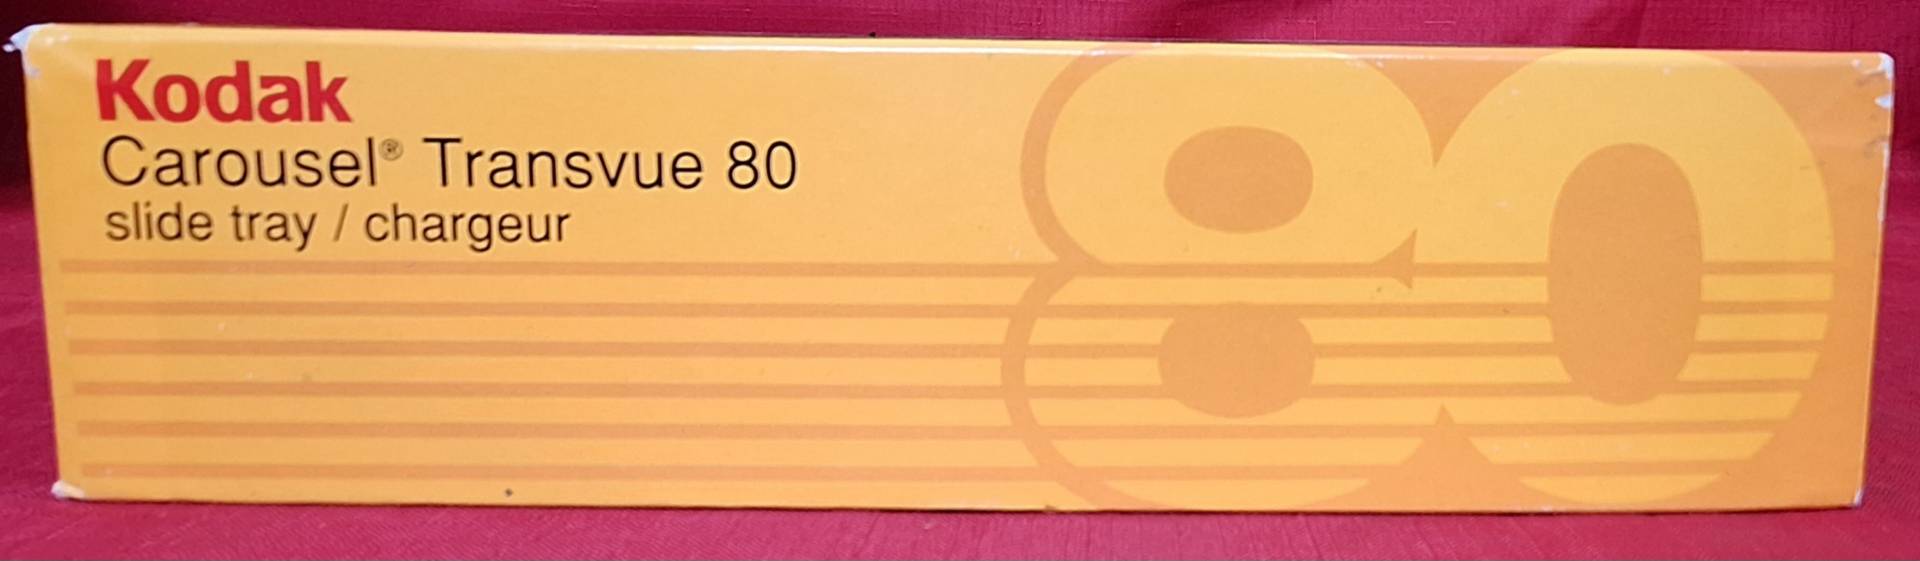 Kodak
Carousel® Transvue 80
slide tray / chargeur
80